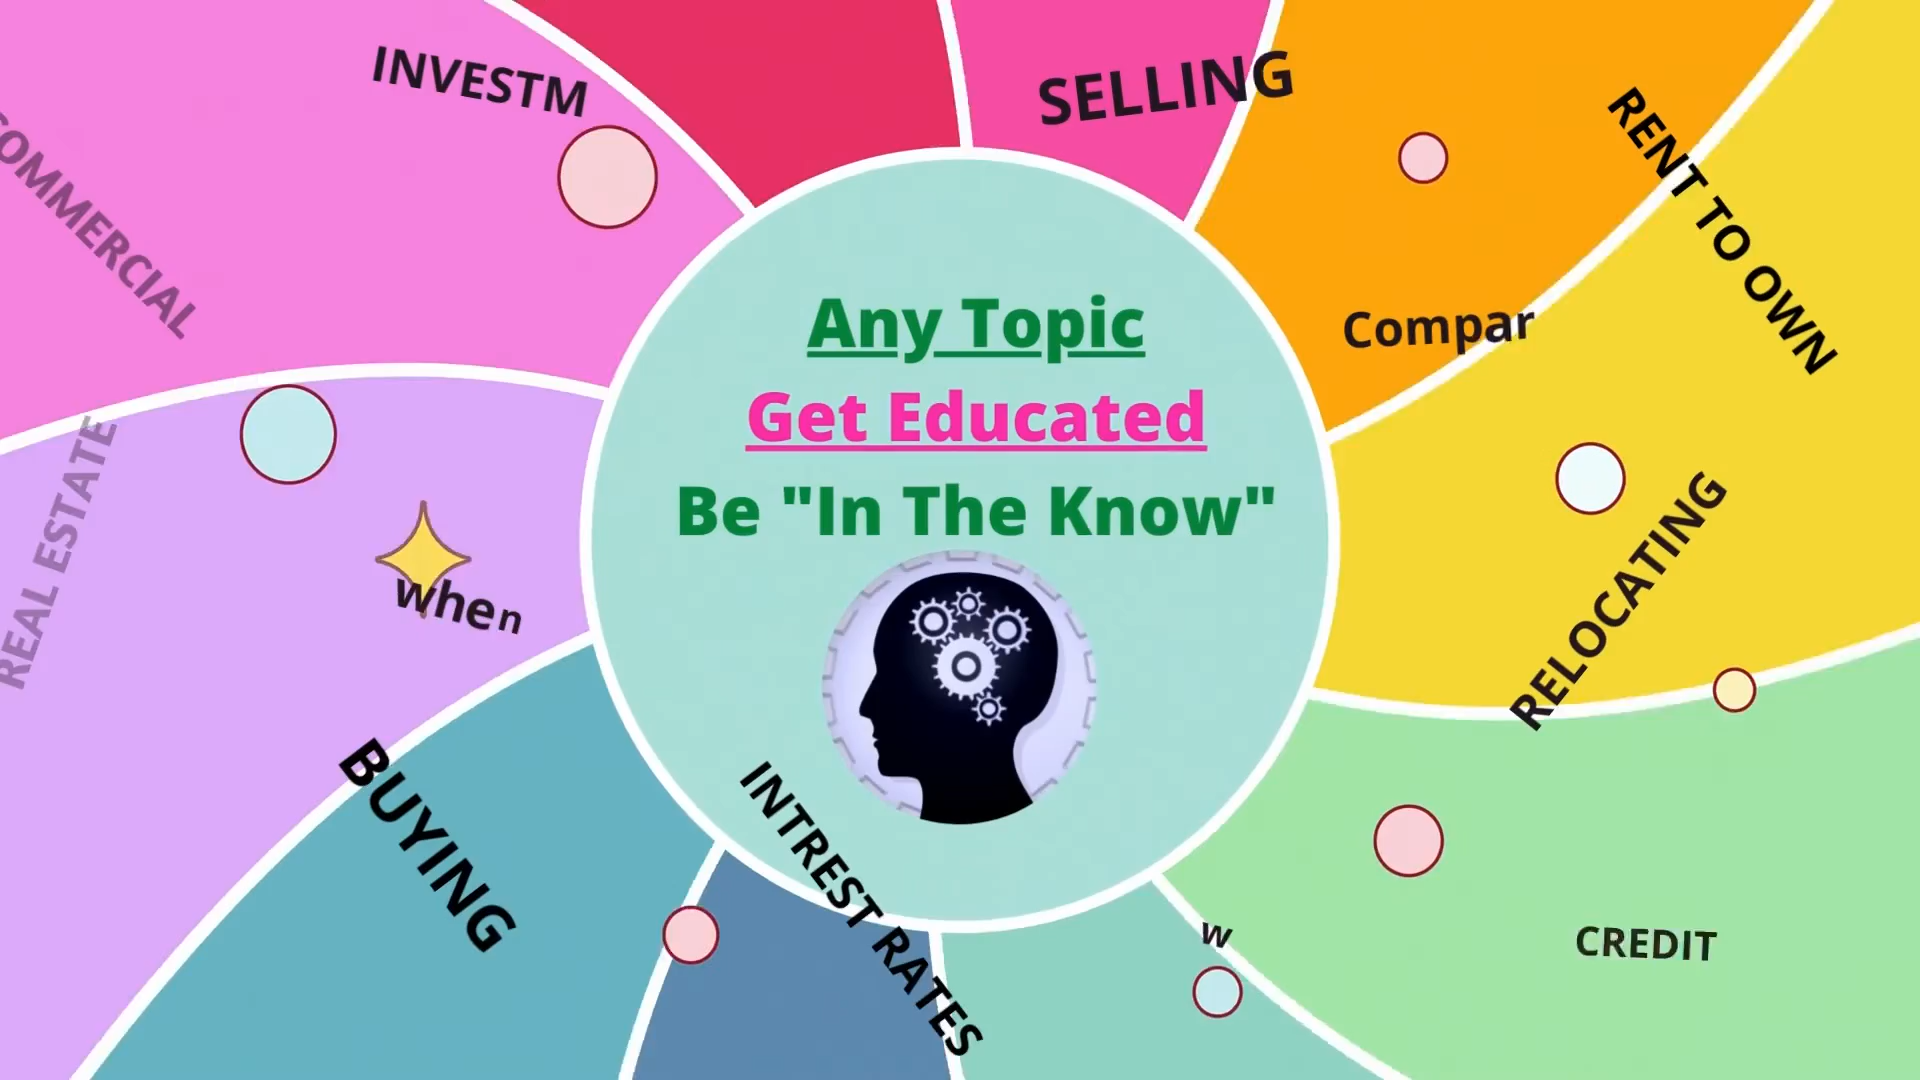 INVESTM
SELLING
COMMERCIAL
RENT TO OWN
Compar
Any Topic
Get Educated
Be "In The Know"
REAL ESTATE
when
RELOCATING
BUYING
INTREST RATES
w
CREDIT